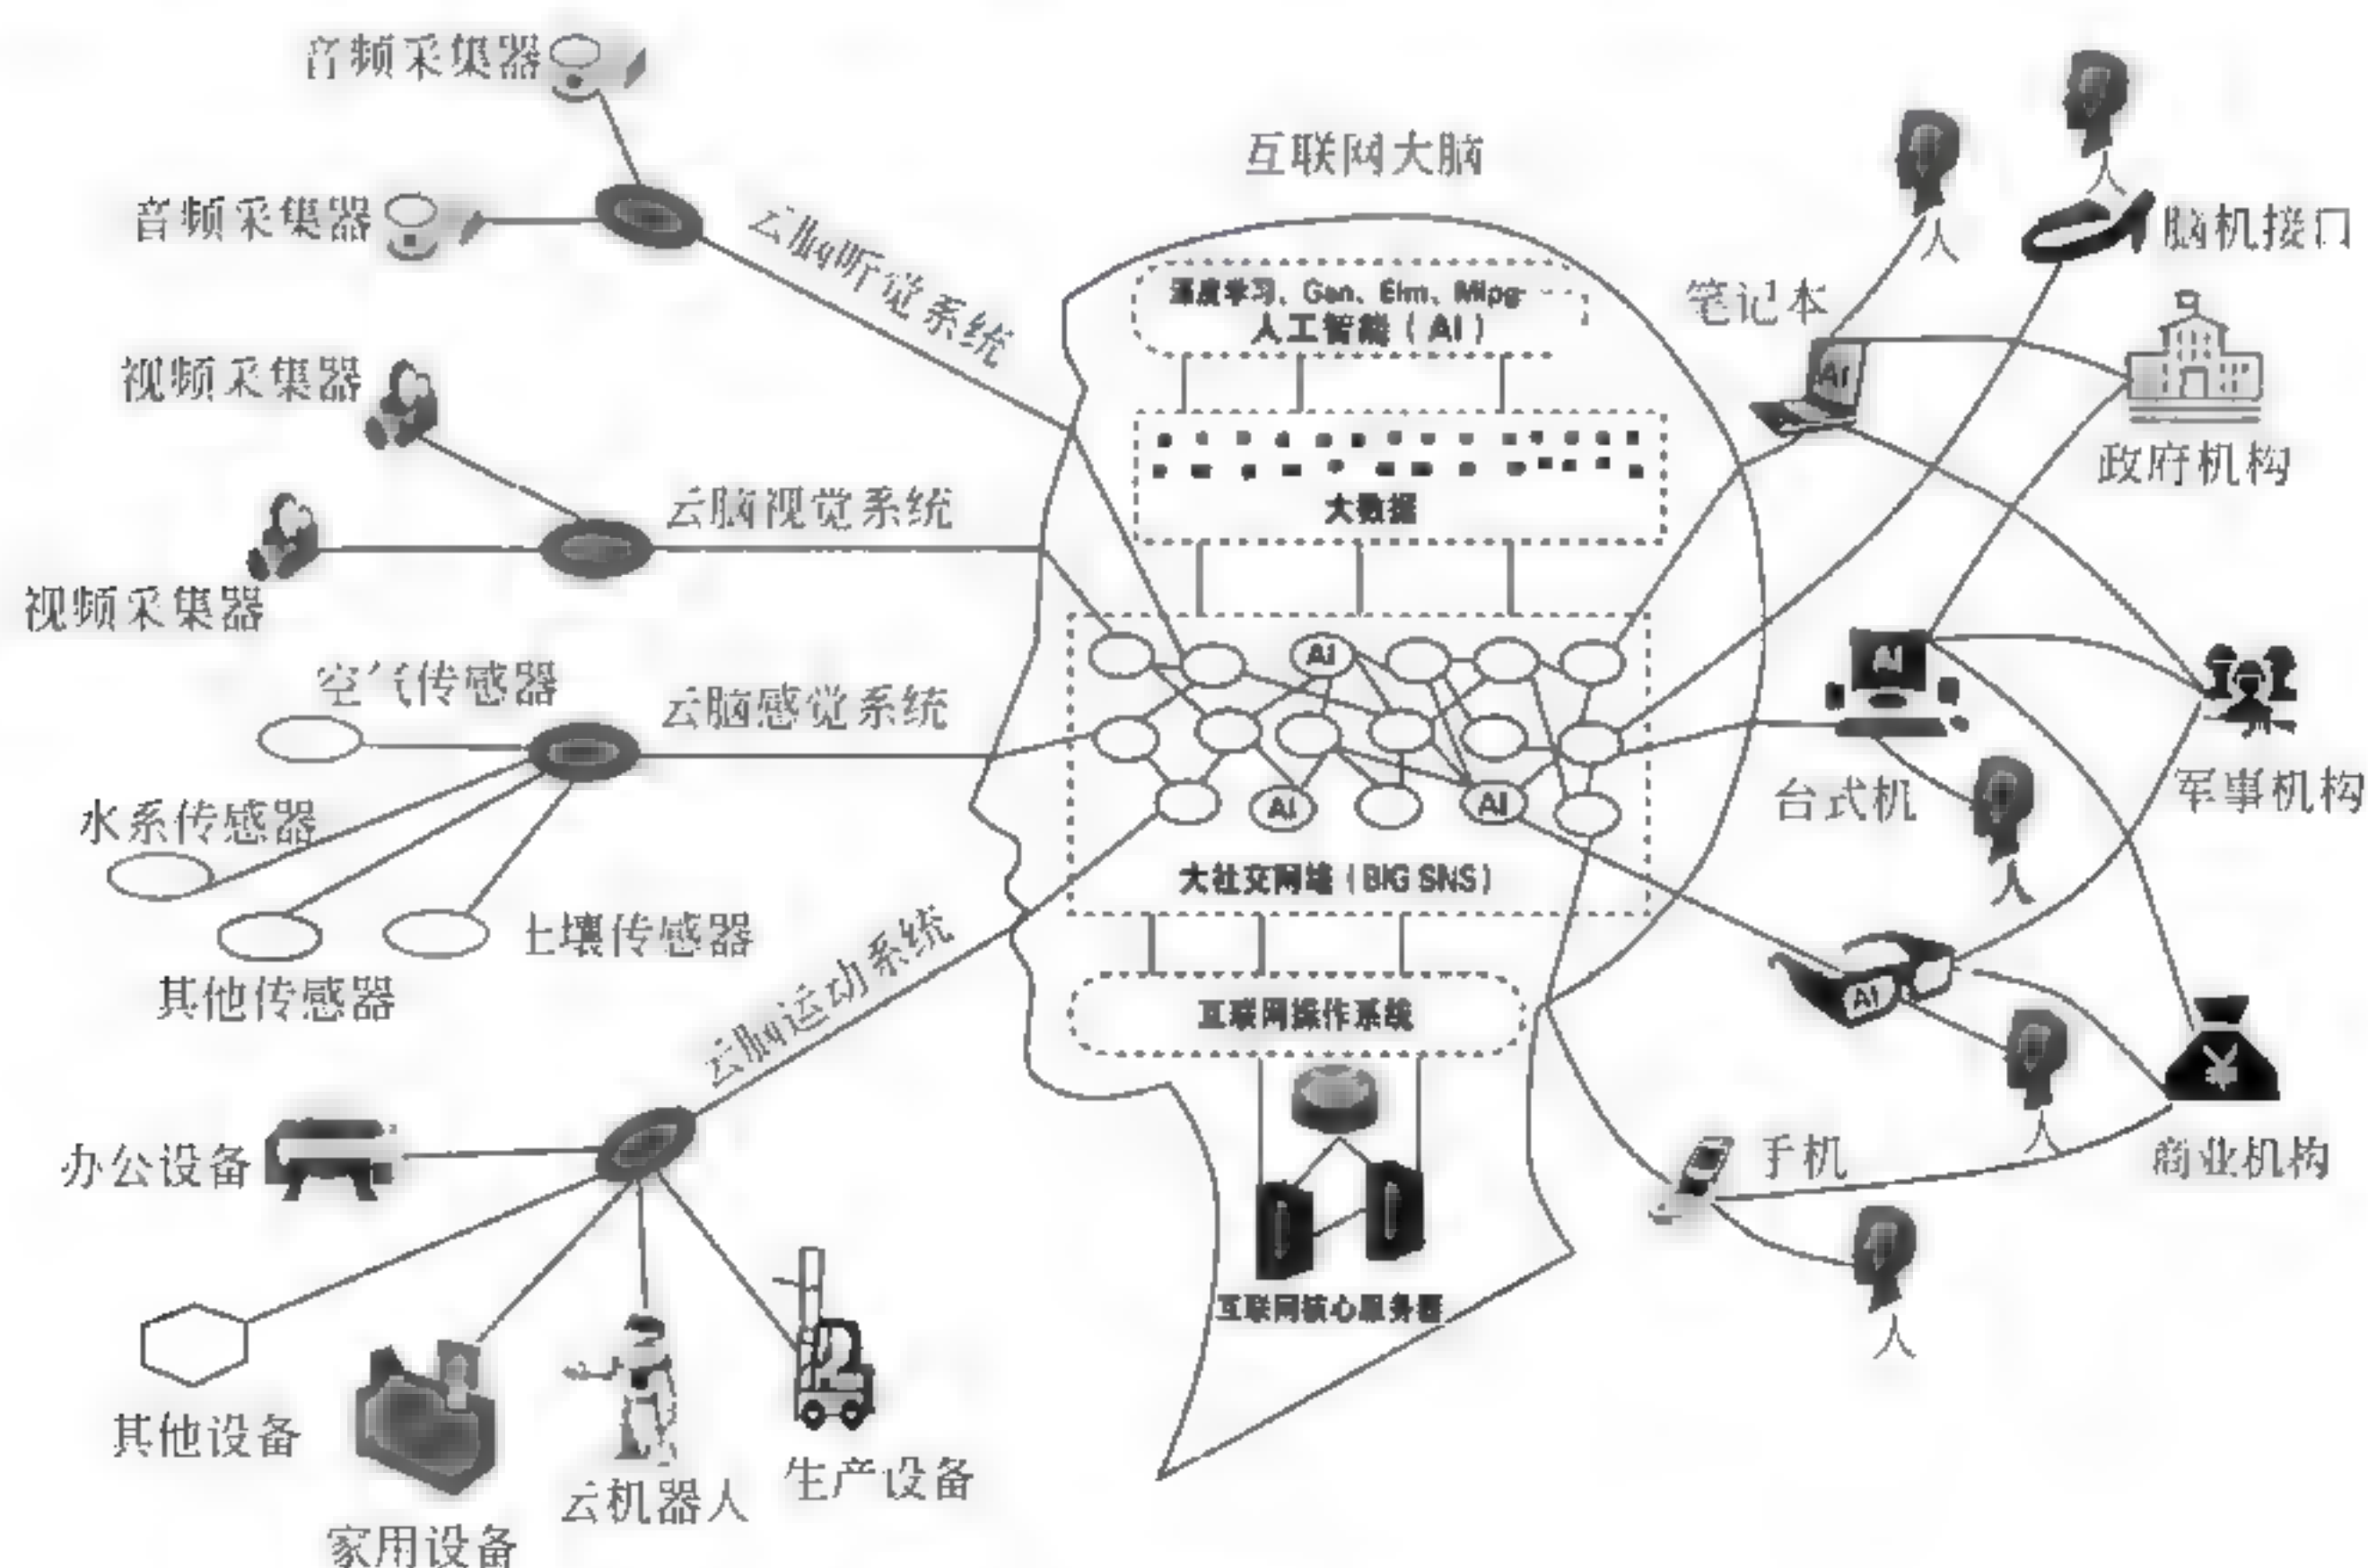 音频采集器
音频采集器
云脑听觉系统
视频采集器
视频采集器
云脑视觉系统
空气传感器
云脑感觉系统
水系传感器
土壤传感器
其他传感器
云脑运动系统
办公设备
其他设备
家用设备
云机器人
生产设备
互联网大脑
深度学习、Gan、Elm、Mlpg
人工智能（AI）
大数据
AI
AI
AI
大社交网络（BIG SNS）
互联网操作系统
互联网核心服务器
人
人
脑机接口
笔记本
AI
政府机构
AI
台式机
人
军事机构
AI
人
¥
商业机构
手机
人